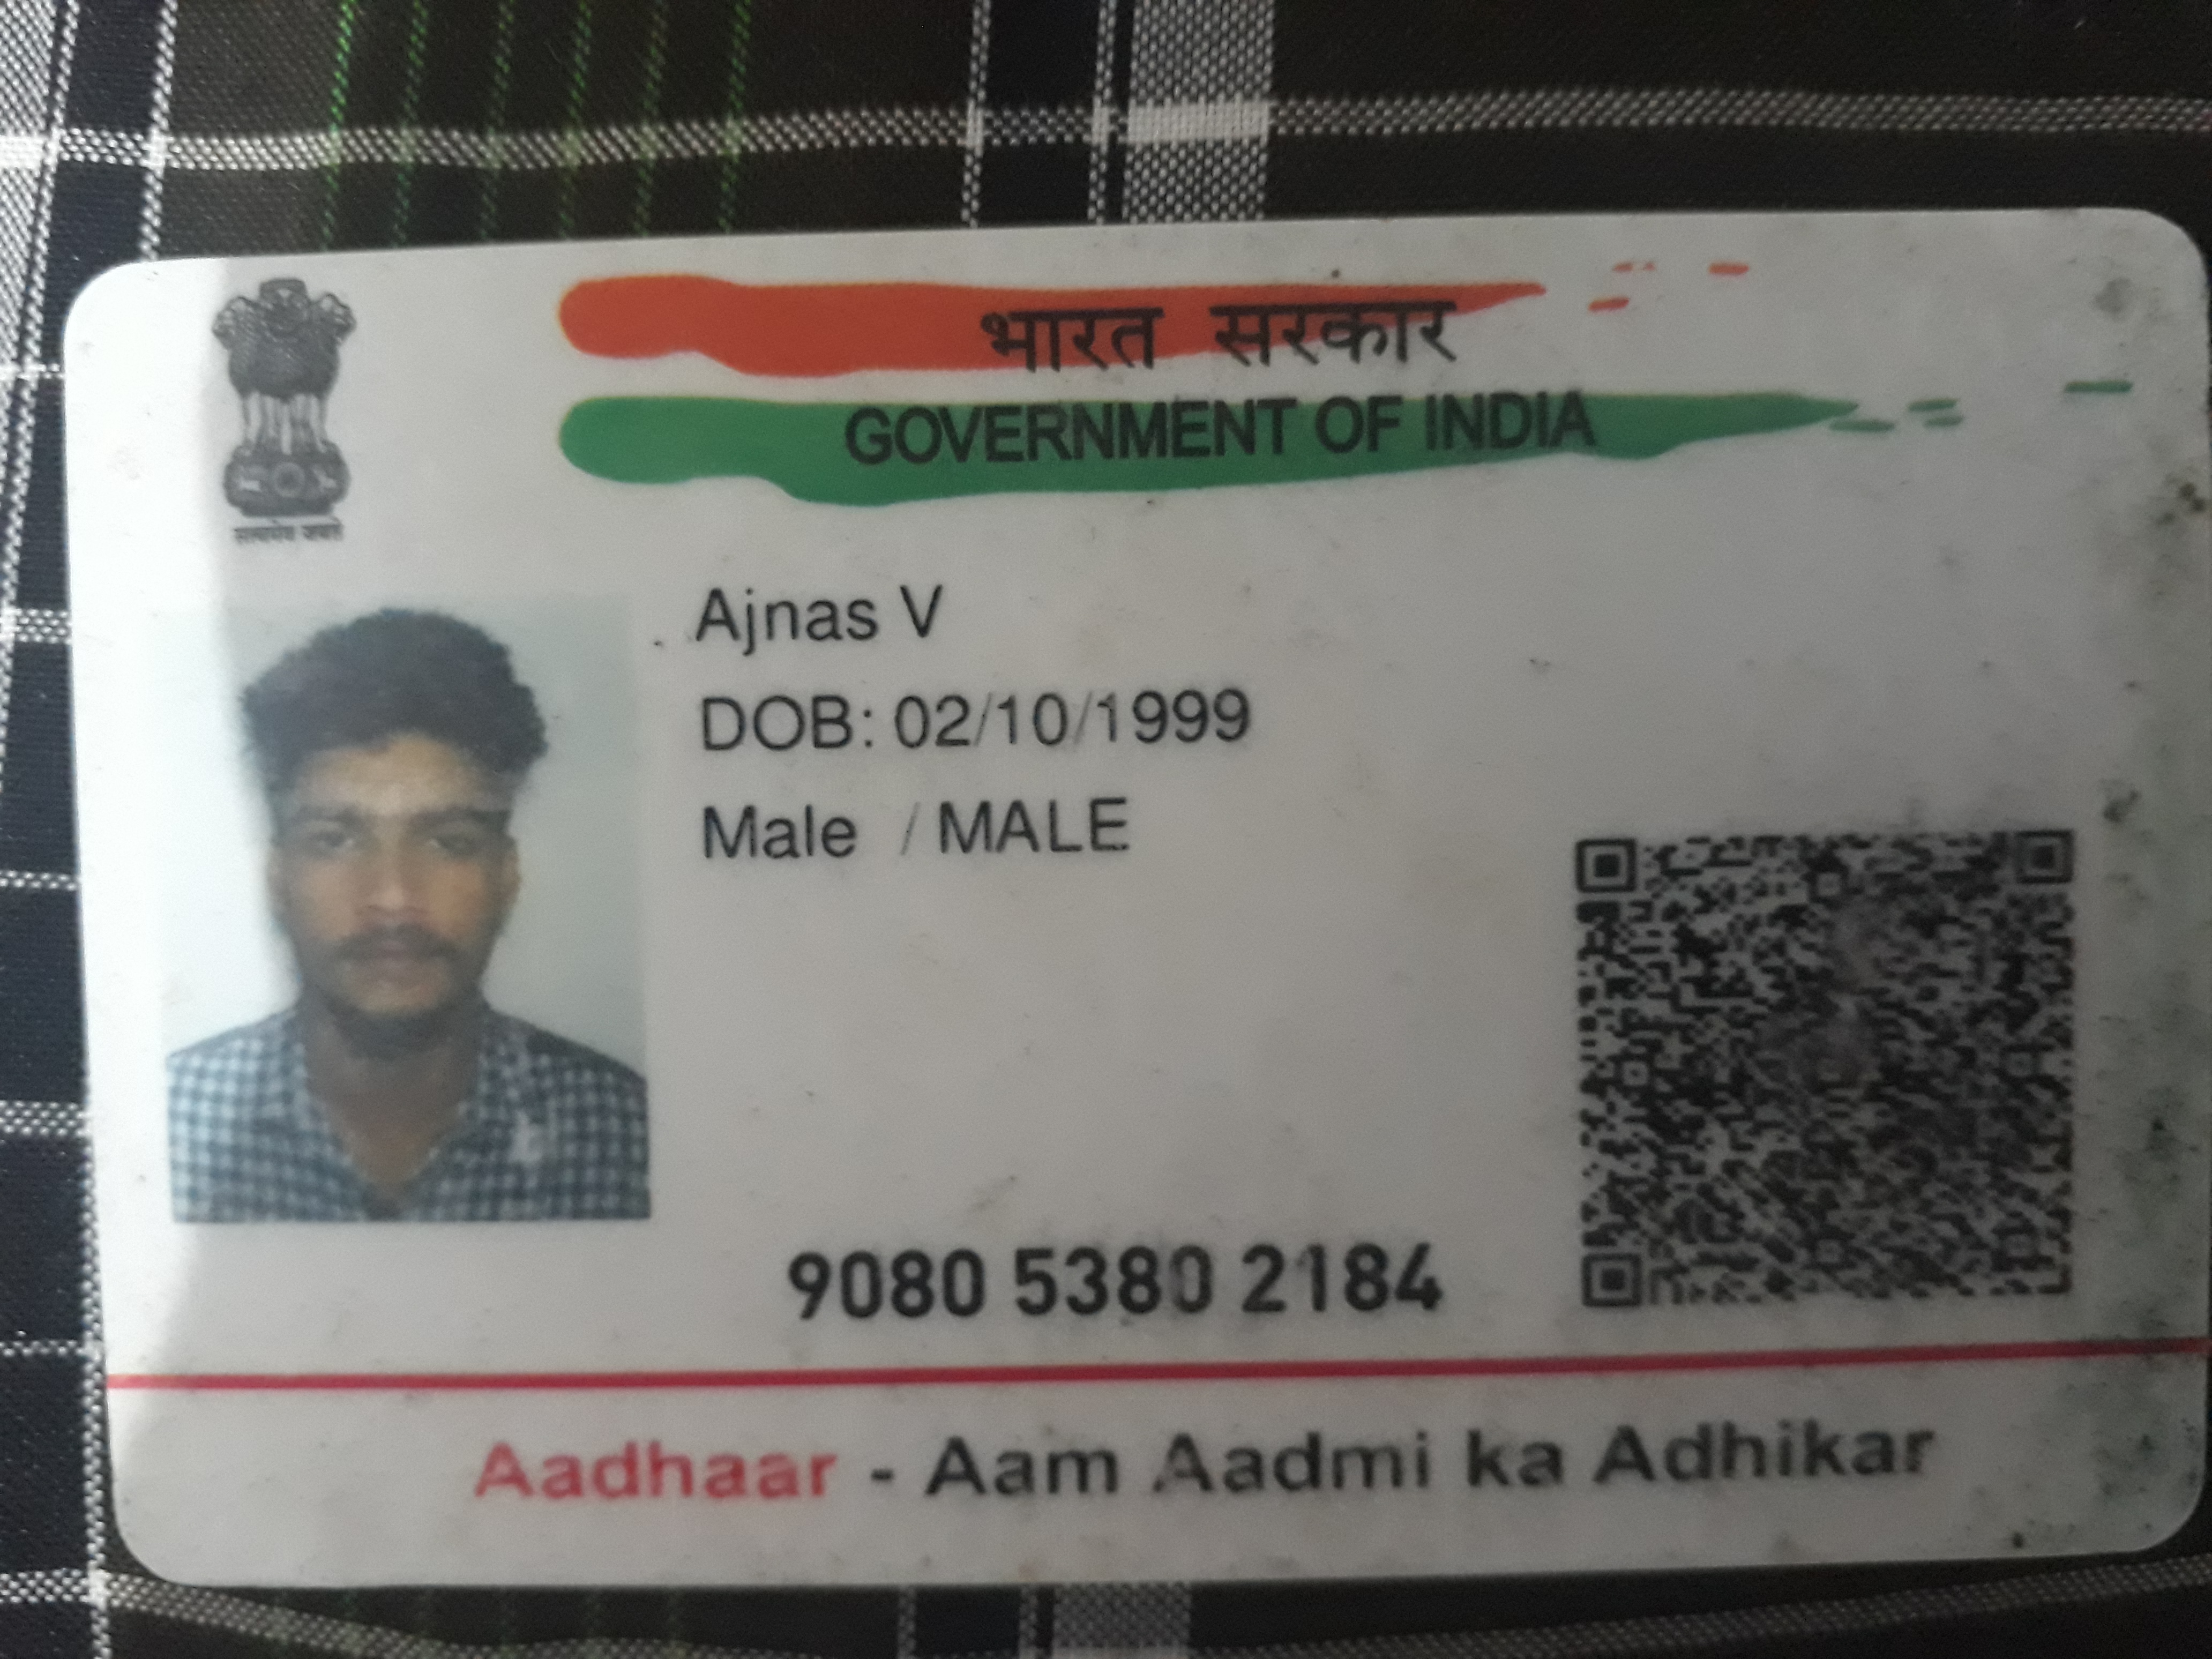 भारत सरकार
GOVERNMENT OF INDIA
Ajnas V
DOB: 02/10/1999
Male / MALE
9080 5380 2184
Aadhaar - Aam Aadmi ka Adhikar